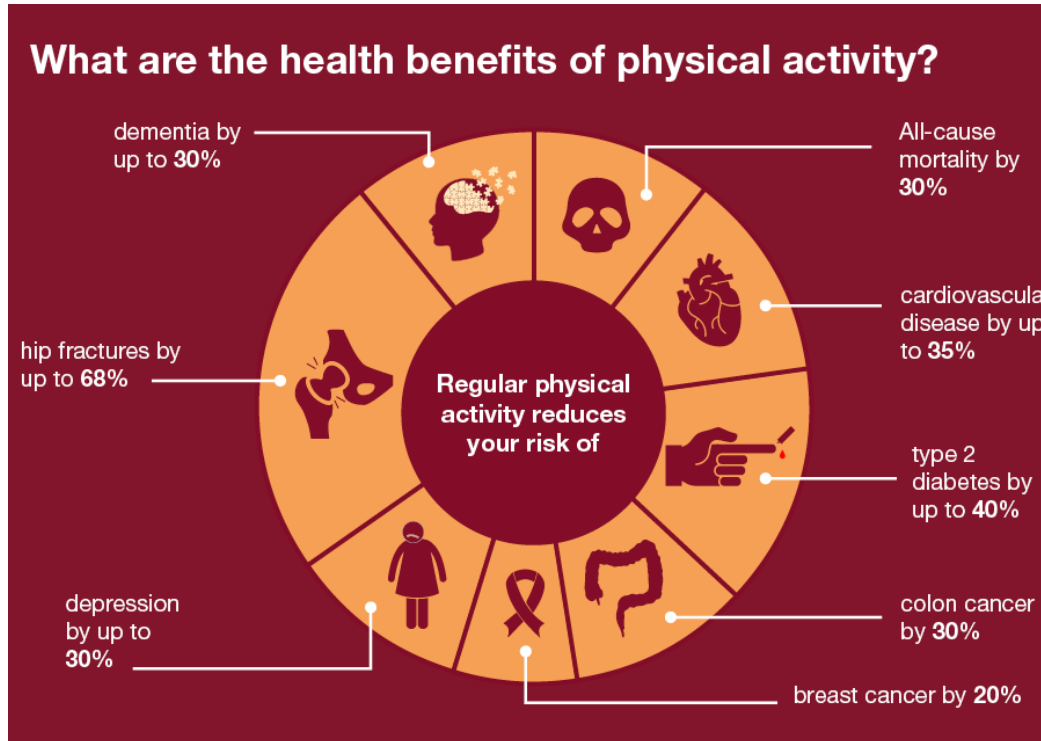 What are the health benefits of physical activity?
dementia by
up to 30%
All-cause
mortality by
30%
cardiovascula
disease by up
to 35%
hip fractures by
up to 68%
Regular physical
activity reduces
your risk of
type 2
diabetes by
up to 40%
depression
by up to
30%
colon cancer
by 30%
breast cancer by 20%